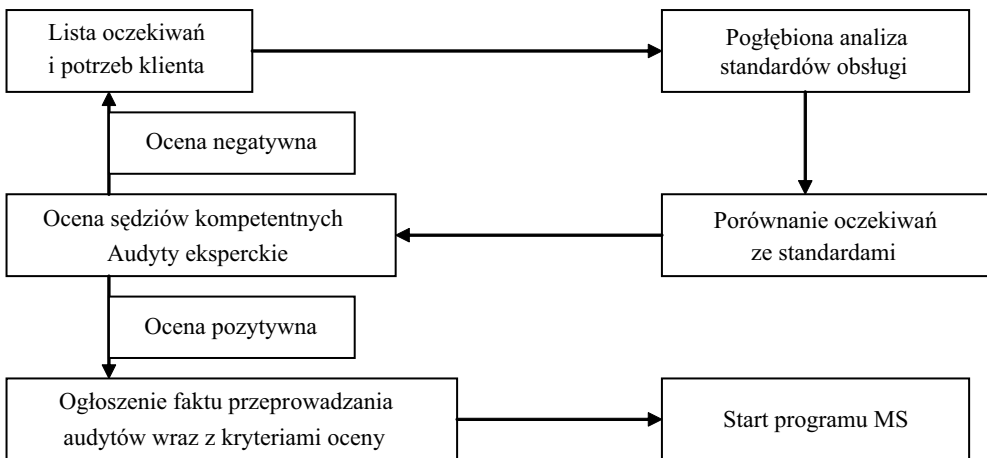 Lista oczekiwań
i potrzeb klienta
Pogłębiona analiza
standardów obsługi
Ocena negatywna
Ocena sędziów kompetentnych
Audyty eksperckie
Porównanie oczekiwań
ze standardami
Ocena pozytywna
Ogłoszenie faktu przeprowadzania
audytów wraz z kryteriami oceny
Start programu MS